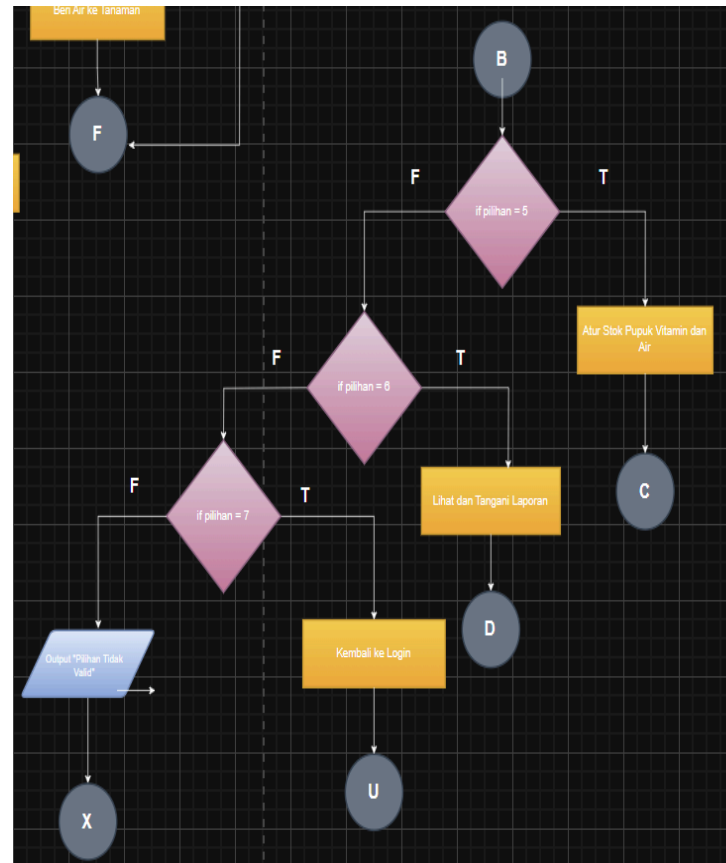 Beri Air ke Tanaman
B
F
F
T
if pilihan = 5
Atur Stok Pupuk Vitamin dan
Air
F
T
if pilihan = 6
F
T
Lihat dan Tangani Laporan
C
if pilihan = 7
D
Output "Pilihan Tidak
Valid"
Kembali ke Login
U
X